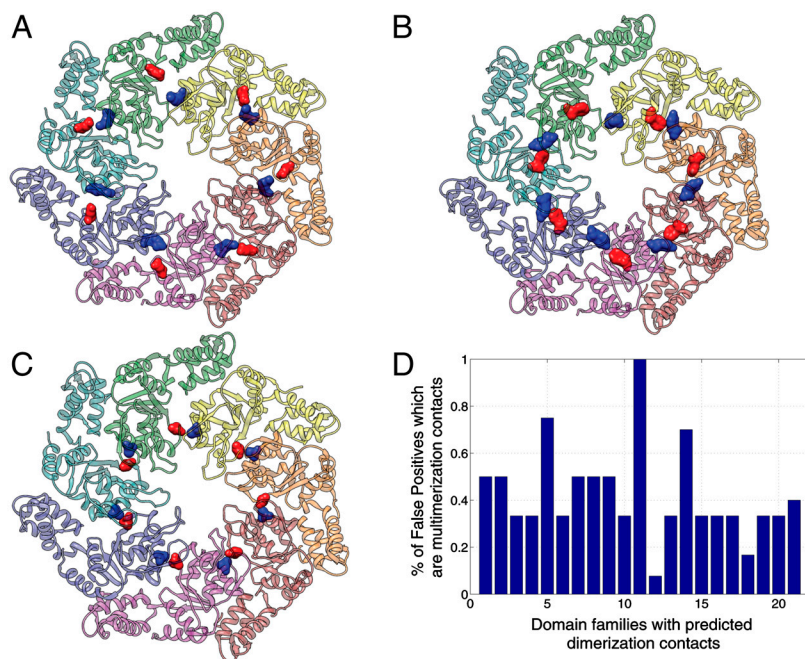 A
B
C
D
% of False Positives which
are multimerization contacts
1
0.8
0.6
0.4
0.2
0
0
5
10
15
20
Domain families with predicted
dimerization contacts